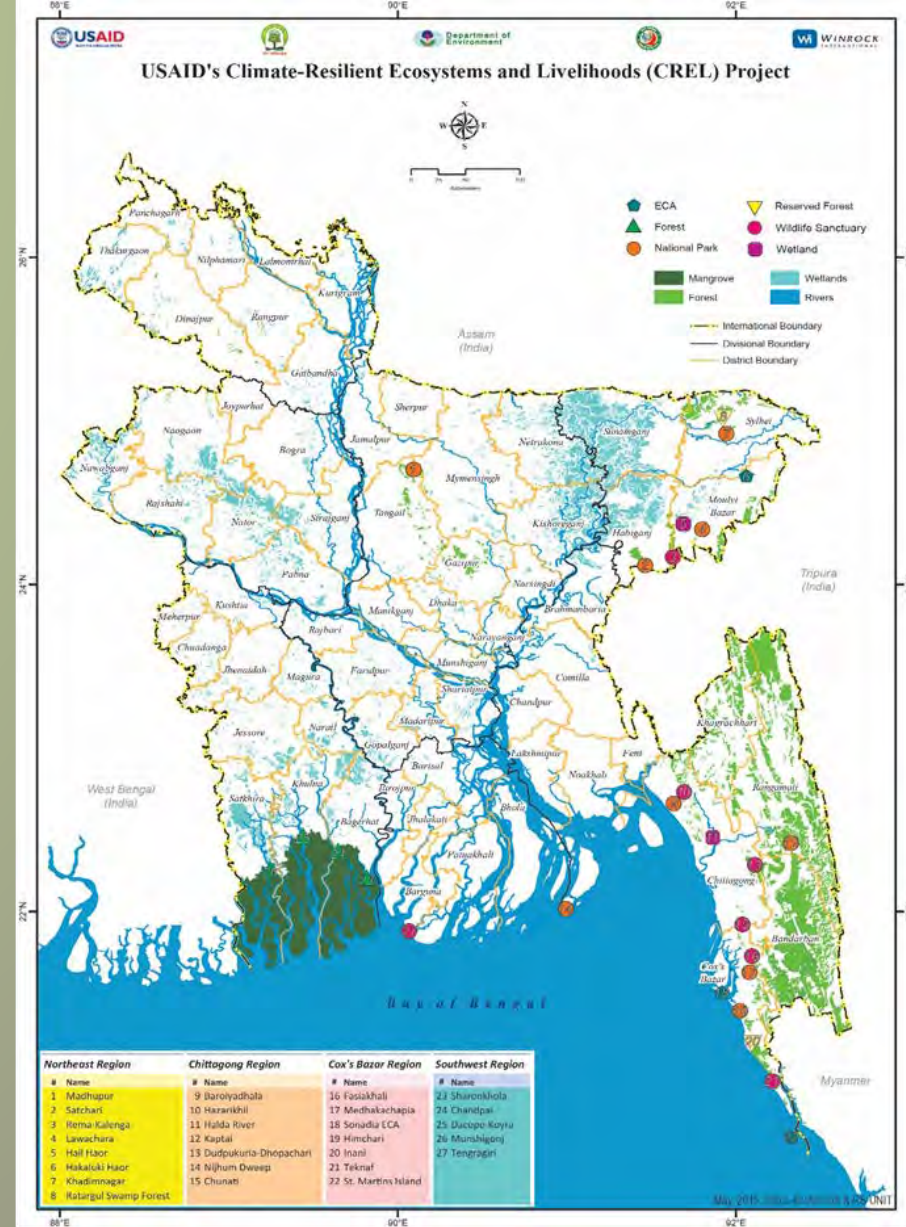 88°E 90°E 92°E
USAID
Department of Environment
WINROCK INTERNATIONAL
USAID's Climate-Resilient Ecosystems and Livelihoods (CREL) Project
N
W E
S
ECA
Forest
National Park
Reserved Forest
Wildlife Sanctuary
Wetland
Mangrove
Forest
Wetlands
Rivers
International Boundary
Divisional Boundary
District Boundary
26°N
24°N 24°N
22°N 22°N
Panchagarh
Thakurgaon
Nilphamari
Lalmonirhat
Kurigram
Dinajpur
Rangpur
Gaibandha
Assam
(India)
Joypurhat
Naogaon
Bogra
Nawabganj
Rajshahi
Nator
Sirajganj
Pabna
Sherpur
Jamalpur
Mymensingh
Netrakona
Tangail
Gazipur
Kishoreganj
Sunamganj
Sylhet
Moulvi
Bazar
Habiganj
Tripura
(India)
Kushtia
Meherpur
Chuadanga
Jhenaidah
Magura
Rajbari
Faridpur
Manikganj
Dhaka
Narsingdi
Narayanganj
Munshiganj
Brahmanbaria
Comilla
Shariatpur
Chandpur
Madaripur
Gopalganj
Jessore
Narail
Khulna
Satkhira
Bagerhat
Barisal
Pirojpur
Jhalakati
Patuakhali
Barguna
Bhola
Lakshmipur
Noakhali
Feni
Khagrachhari
Rangamati
Chittagong
Bandarban
Cox's
Bazar
20
West Bengal
(India)
Bay of Bengal
Myanmar
Northeast Region
# Name
1 Madhupur
2 Satchari
3 Rema-Kalenga
4 Lawachara
5 Hail Haor
6 Hakaluki Haor
7 Khadimnagar
8 Ratargul Swamp Forest
Chittagong Region
# Name
9 Baroiyadhala
10 Hazarikhil
11 Halda River
12 Kaptai
13 Dudpukuria-Dhopachari
14 Nijhum Dweep
15 Chunati
Cox's Bazar Region
# Name
16 Fasiakhali
17 Medhakachapia
18 Sonadia ECA
19 Himchari
20 Inani
21 Teknaf
22 St. Martins Island
Southwest Region
# Name
23 Sharonkhola
24 Chandpai
25 Dacope-Koyra
26 Munshigonj
27 Tengragiri
88°E 90°E 92°E